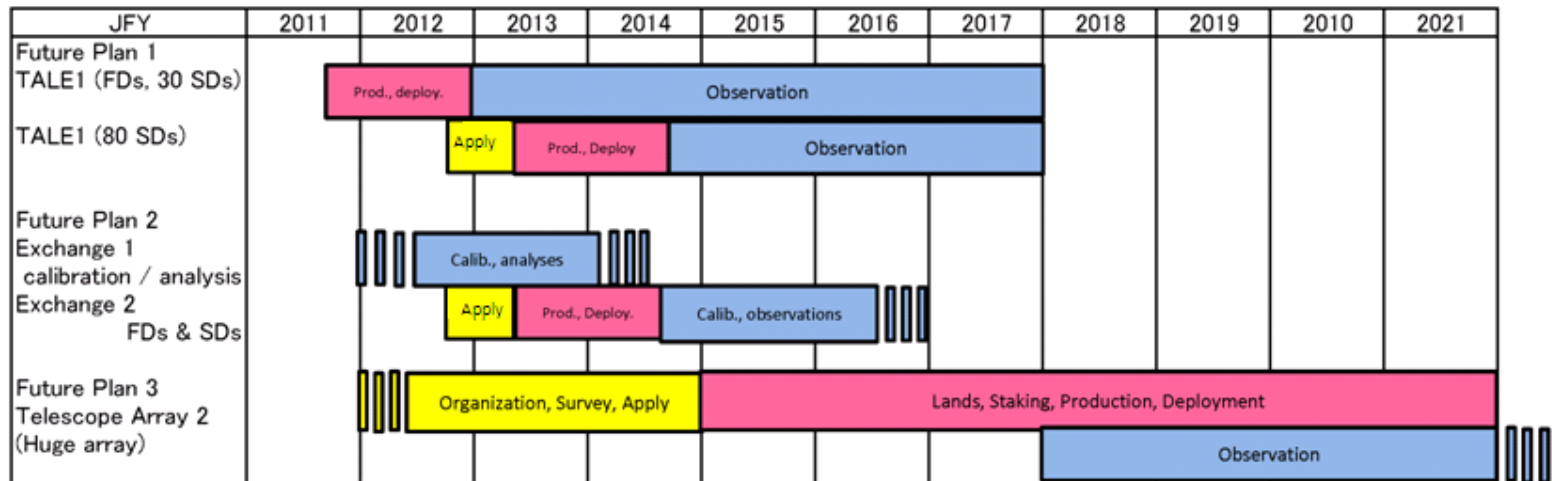 JFY 2011 2012 2013 2014 2015 2016 2017 2018 2019 2010 2021
Future Plan 1
TALE1 (FDs, 30 SDs)
Prod., deploy.
Observation
TALE1 (80 SDs)
Apply
Prod., Deploy
Observation
Future Plan 2
Exchange 1
calibration / analysis
Calib., analyses
Exchange 2
FDs & SDs
Apply
Prod., Deploy.
Calib., observations
Future Plan 3
Telescope Array 2
(Huge array)
Organization, Survey, Apply
Lands, Staking, Production, Deployment
Observation